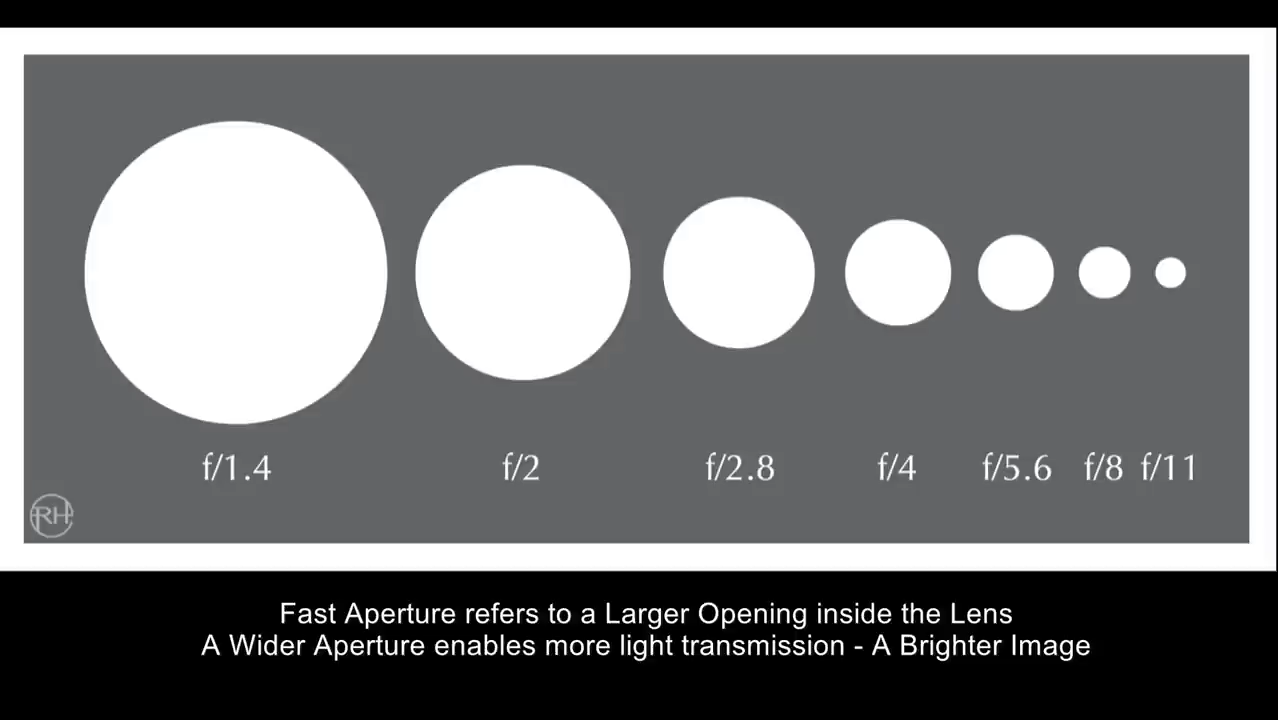 f/1.4 f/2 f/2.8 f/4 f/5.6 f/8 f/11
RH
Fast Aperture refers to a Larger Opening inside the Lens
A Wider Aperture enables more light transmission - A Brighter Image